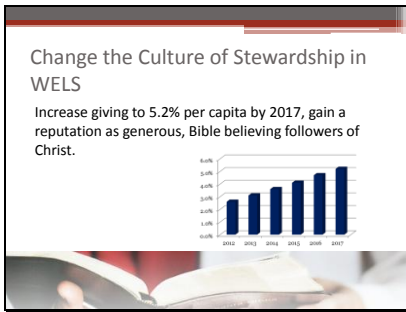 Change the Culture of Stewardship in
WELS
Increase giving to 5.2% per capita by 2017, gain a
reputation as generous, Bible believing followers of
Christ.
6.0%
5.0%
4.0%
3.0%
2.0%
1.0%
0.0%
2012 2013 2014 2015 2016 2017